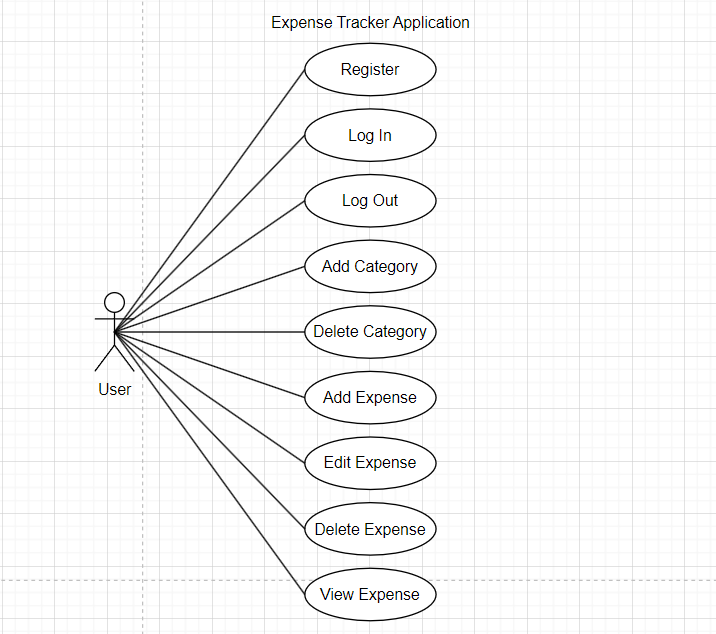 Expense Tracker Application
Register
Log In
Log Out
Add Category
Delete Category
Add Expense
Edit Expense
Delete Expense
View Expense
User